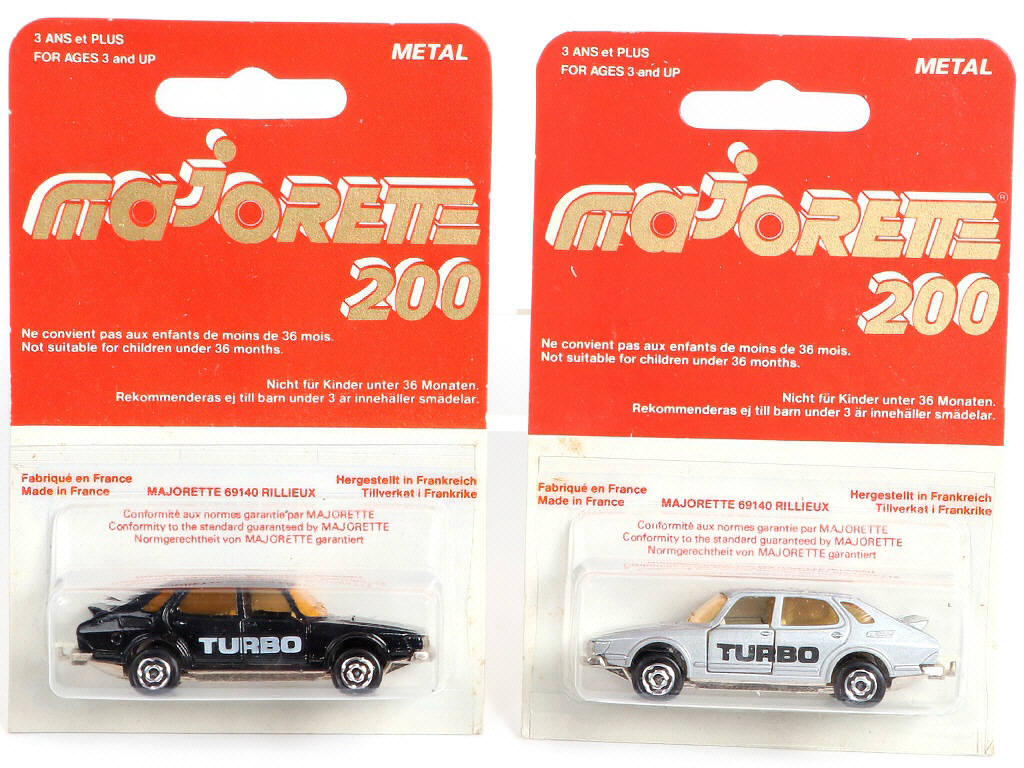 3 ANS et PLUS
FOR AGES 3 and UP
METAL
MAJORETTE
200
Ne convient pas aux enfants de moins de 36 mois.
Not suitable for children under 36 months.
Nicht für Kinder unter 36 Monaten.
Rekommenderas ej till barn under 3 är innehäller smädelar.
Fabriqué en France
Made in France
MAJORETTE 69140 RILLIEUX
Hergestellt in Frankreich
Tillverkat i Frankrike
Conformité aux normes garantie par MAJORETTE
Conformity to the standard guaranteed by MAJORETTE
Normgerechtheit von MAJORETTE garantiert
TURBO
3 ANS et PLUS
FOR AGES 3 and UP
METAL
MAJORETTE®
200
Ne convient pas aux enfants de moins de 36 mois.
Not suitable for children under 36 months.
Nicht für Kinder unter 36 Monaten.
Rekommenderas ej till barn under 3 är innehäller smädelar.
Fabriqué en France
Made in France
MAJORETTE 69140 RILLIEUX
Hergestellt in Frankreich
Tillverkat i Frankrike
Conformité aux normes garantie par MAJORETTE
Conformity to the standard guaranteed by MAJORETTE
Normgerechtheit von MAJORETTE garantiert
TURBO